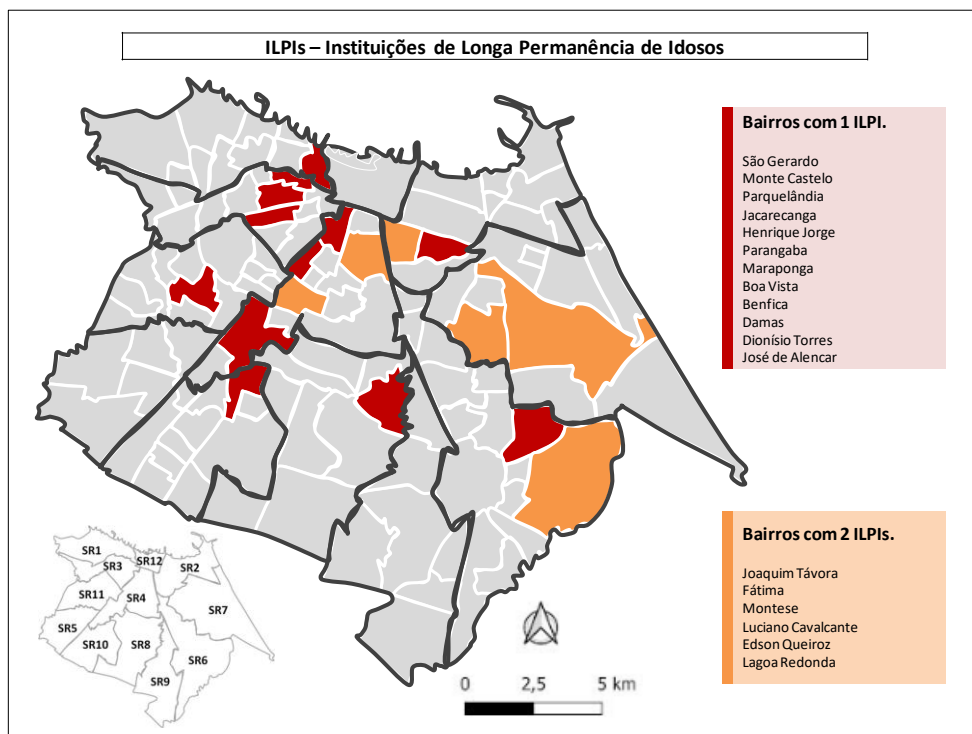 ILPIs – Instituições de Longa Permanência de Idosos
Bairros com 1 ILPI.
São Gerardo
Monte Castelo
Parquelândia
Jacarecanga
Henrique Jorge
Parangaba
Maraponga
Boa Vista
Benfica
Damas
Dionísio Torres
José de Alencar
Bairros com 2 ILPIs.
Joaquim Távora
Fátima
Montese
Luciano Cavalcante
Edson Queiroz
Lagoa Redonda
SR1
SR12
SR3
SR2
SR11
SR4
SR7
SR5
SR10
SR8
SR6
SR9
0 2,5 5 km